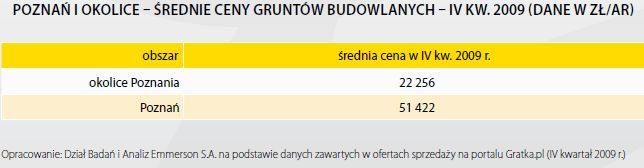 POZNAŃ I OKOLICE – ŚREDNIE CENY GRUNTÓW BUDOWLANYCH – IV KW. 2009 (DANE W ZŁ/AR)
obszar średnia cena w IV kw. 2009 r.
okolice Poznania 22 256
Poznań 51 422
Opracowanie: Dział Badań i Analiz Emmerson S.A. na podstawie danych zawartych w ofertach sprzedaży na portalu Gratka.pl (IV kwartał 2009 r.)